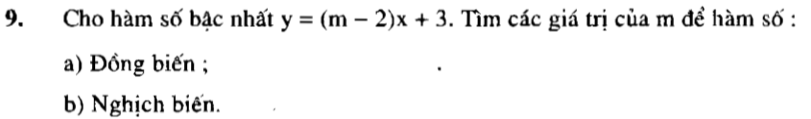 9. Cho hàm số bậc nhất y = (m − 2)x + 3. Tìm các giá trị của m để hàm số :
a) Đồng biến ;
b) Nghịch biến.